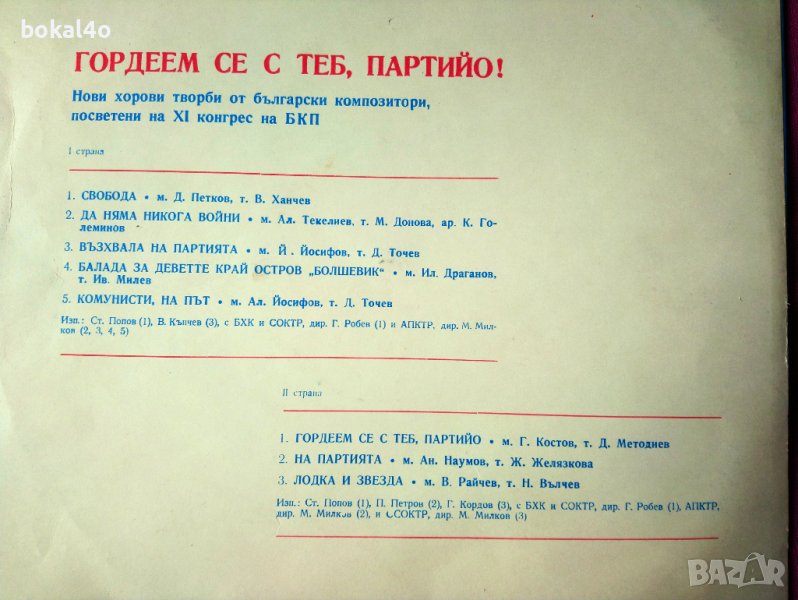 bokal4o
ГОРДЕЕМ СЕ С ТЕБ, ПАРТИЙО!
Нови хорови творби от български композитори,
посветени на XI конгрес на БКП
I страна
1. СВОБОДА • м. Д. Петков, т. В. Ханчев
2. ДА НЯМА НИКОГА ВОЙНИ • м. Ал. Текелиев, т. М. Донова, ар. К. Го-
леминов
3. ВЪЗХВАЛА НА ПАРТИЯТА • м. Й. Йосифов, т. Д. Точев
4. БАЛАДА ЗА ДЕВЕТТЕ КРАЙ ОСТРОВ „БОЛШЕВИК“ • м. Ил. Драганов,
т. Ив. Милев
5. КОМУНИСТИ, НА ПЪТ • м. Ал. Йосифов, т. Д. Точев
Изп.: Ст. Попов (1), В. Кънчев (3), с БХК и СОКТР, дир. Г. Робев (1) и АПКТР, дир. М. Мил-
ков (2, 3, 4, 5)
II страна
1. ГОРДЕЕМ СЕ С ТЕБ, ПАРТИЙО • м. Г. Костов, т. Д. Методиев
2. НА ПАРТИЯТА • м. Ан. Наумов, т. Ж. Желязкова
3. ЛОДКА И ЗВЕЗДА • м. В. Райчев, т. Н. Вълчев
Изп.: Ст. Попов (1), П. Петров (2), Г. Кордов (3), с БХК и СОКТР, дир. Г. Робев (1), АПКТР,
дир. М. Милков (2), и СОКТР, дир. М. Милков (3)
BAZAR